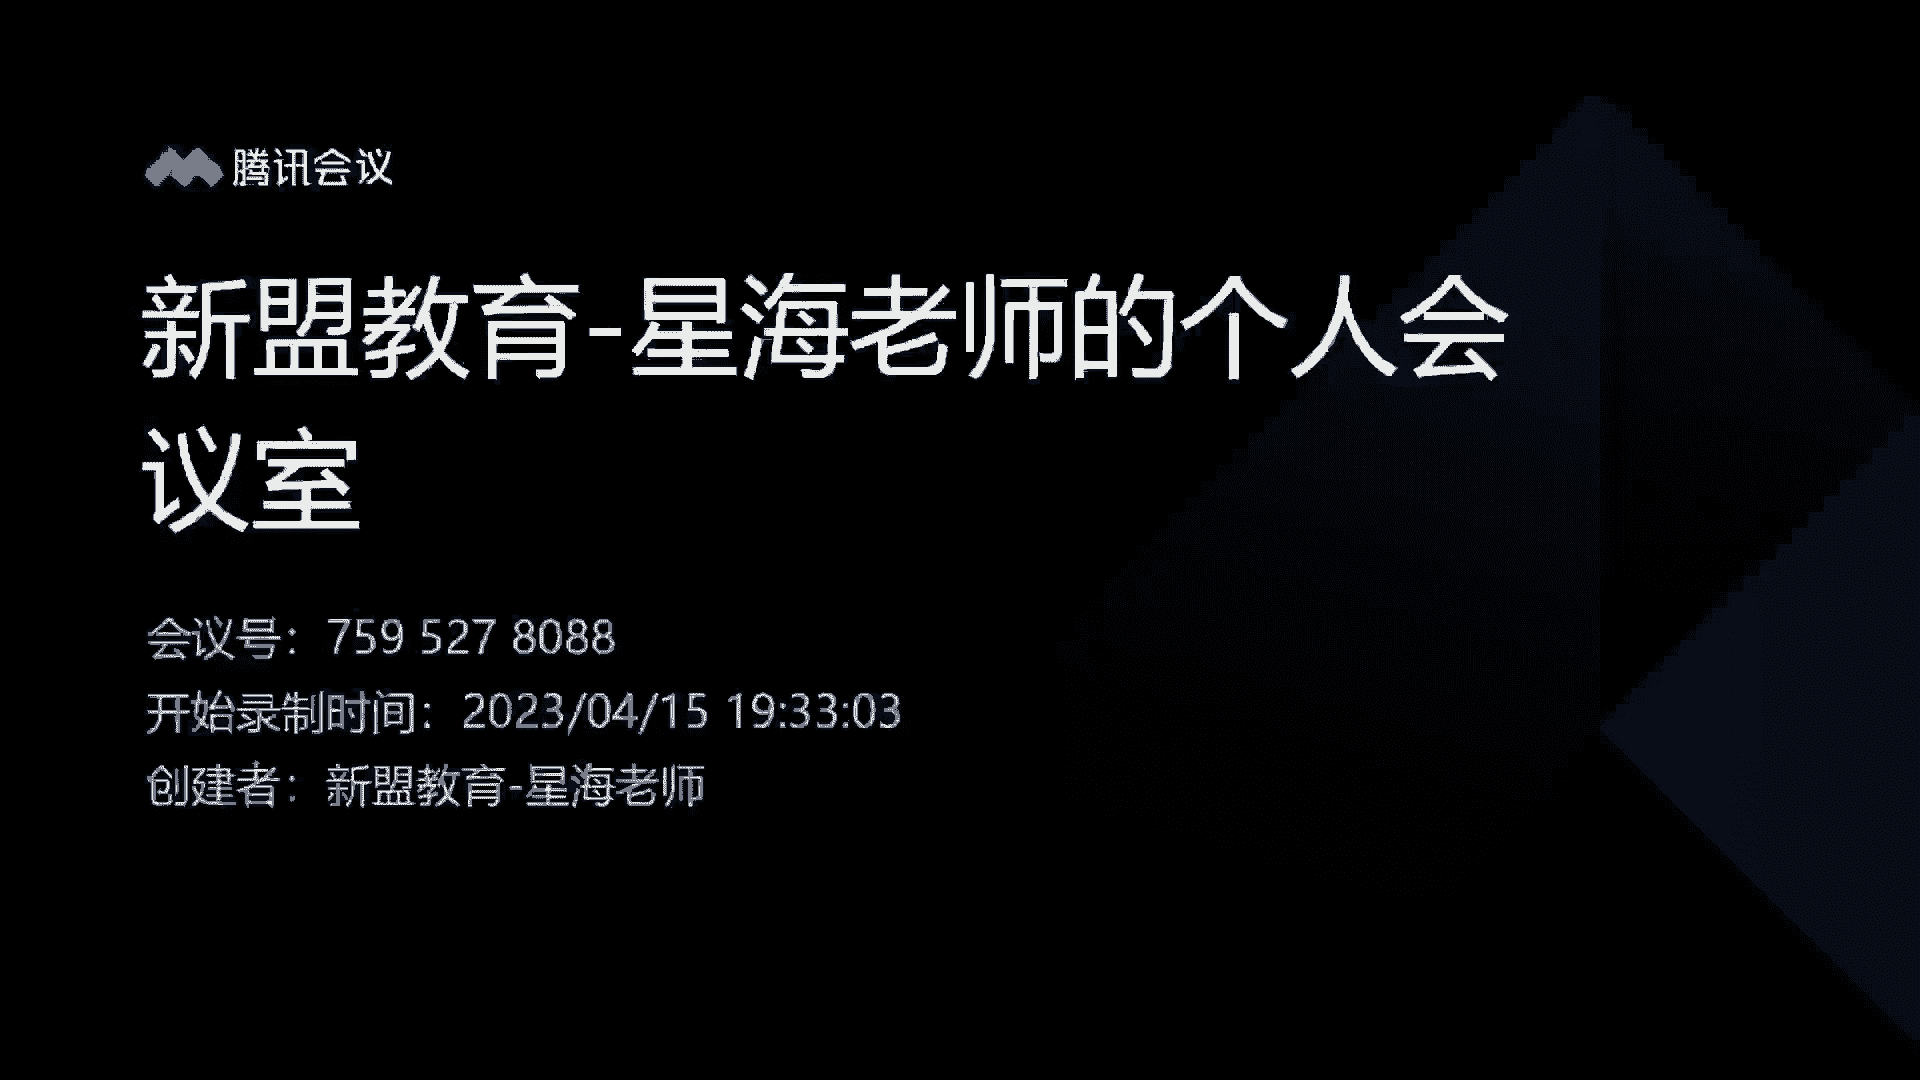 腾讯会议
新盟教育-星海老师的个人会
议室
会议号：759 527 8088
开始录制时间：2023/04/15 19:33:03
创建者：新盟教育-星海老师